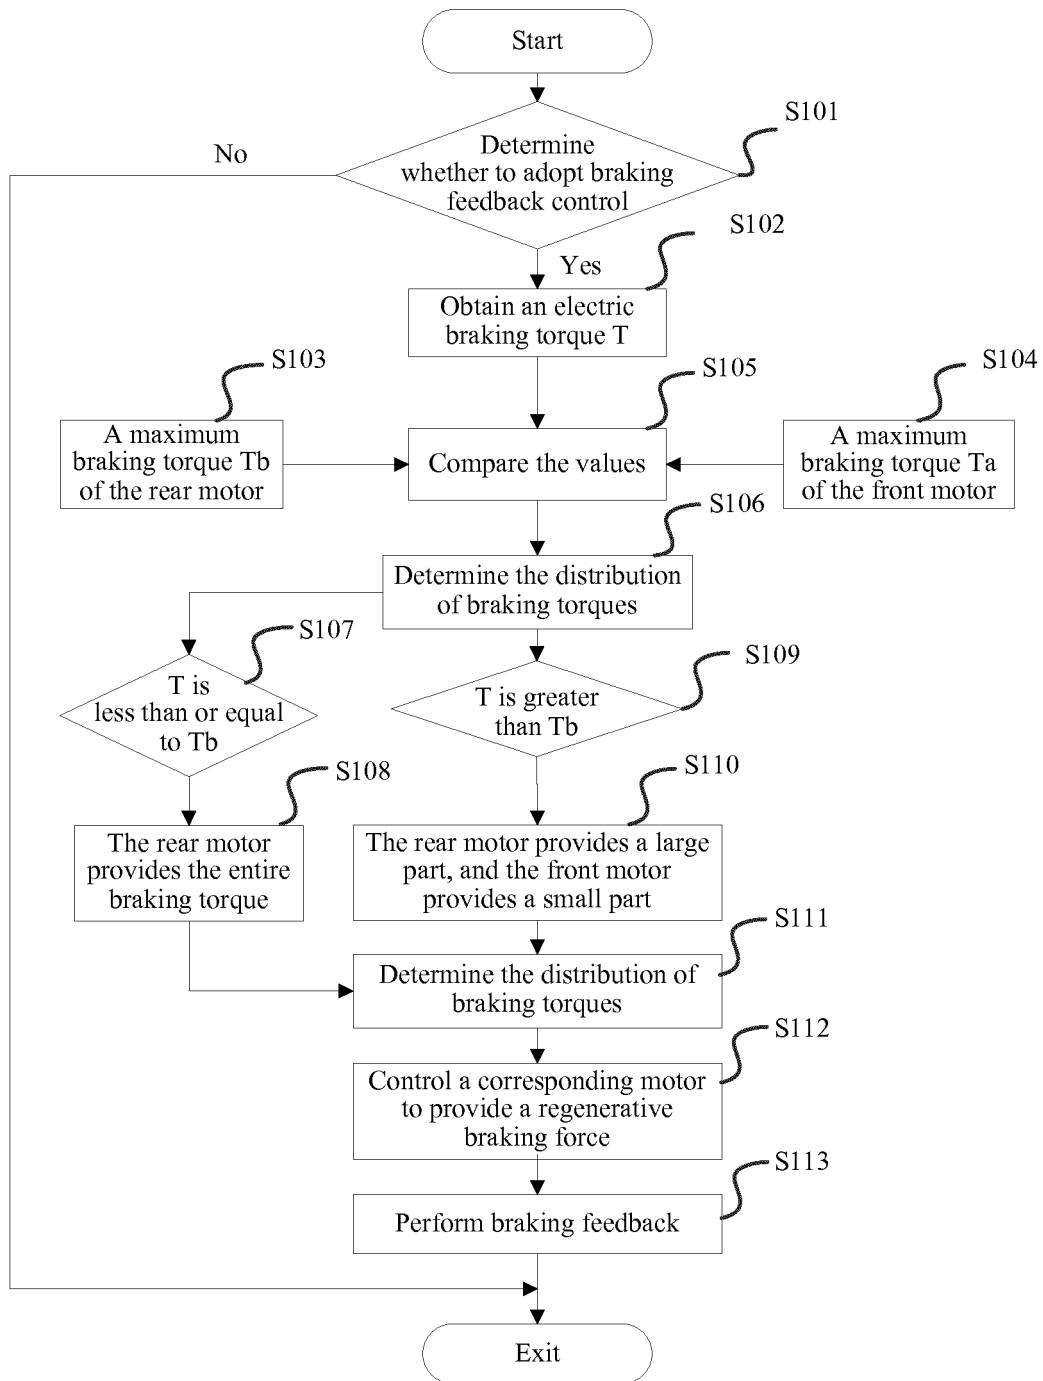 Start
S101
Determine
whether to adopt braking
feedback control
No
S102
Yes
Obtain an electric
braking torque T
S103
S105
S104
A maximum
braking torque Tb
of the rear motor
Compare the values
A maximum
braking torque Ta
of the front motor
S106
Determine the distribution
of braking torques
S107
S109
T is
less than or equal
to Tb
T is greater
than Tb
S108
S110
The rear motor
provides the entire
braking torque
The rear motor provides a large
part, and the front motor
provides a small part
S111
Determine the distribution of
braking torques
S112
Control a corresponding motor
to provide a regenerative
braking force
S113
Perform braking feedback
Exit